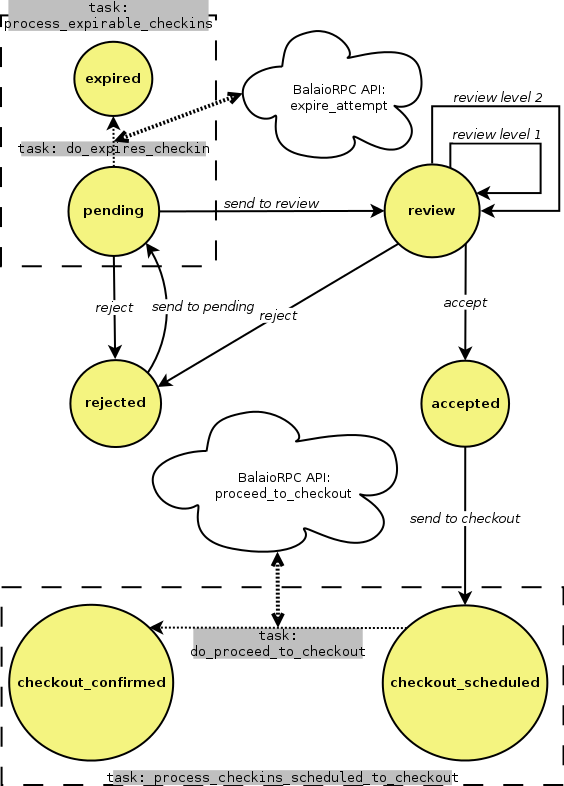 task:
process_expirable_checkins
expired
BalaioRPC API:
expire_attempt
review level 2
review level 1
task: do_expires_checkin
pending
send to review
review
reject
send to pending
reject
accept
rejected
accepted
BalaioRPC API:
proceed_to_checkout
send to checkout
task:
do_proceed_to_checkout
checkout_confirmed
checkout_scheduled
task: process_checkins_scheduled_to_checkout